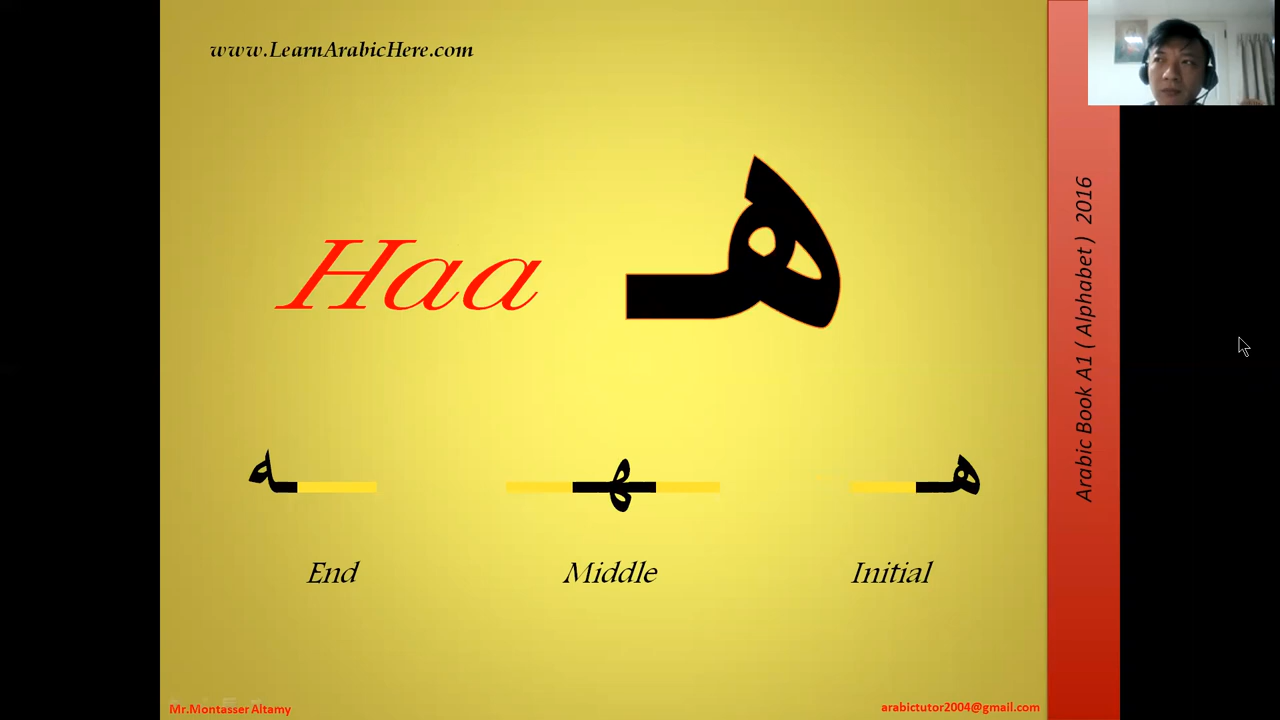 www.LearnArabicHere.com
Haa هـ
ـه ـهـ هـ
End Middle Initial
Mr.Montasser Altamy
arabictutor2004@gmail.com
Arabic Book A1 ( Alphabet ) 2016